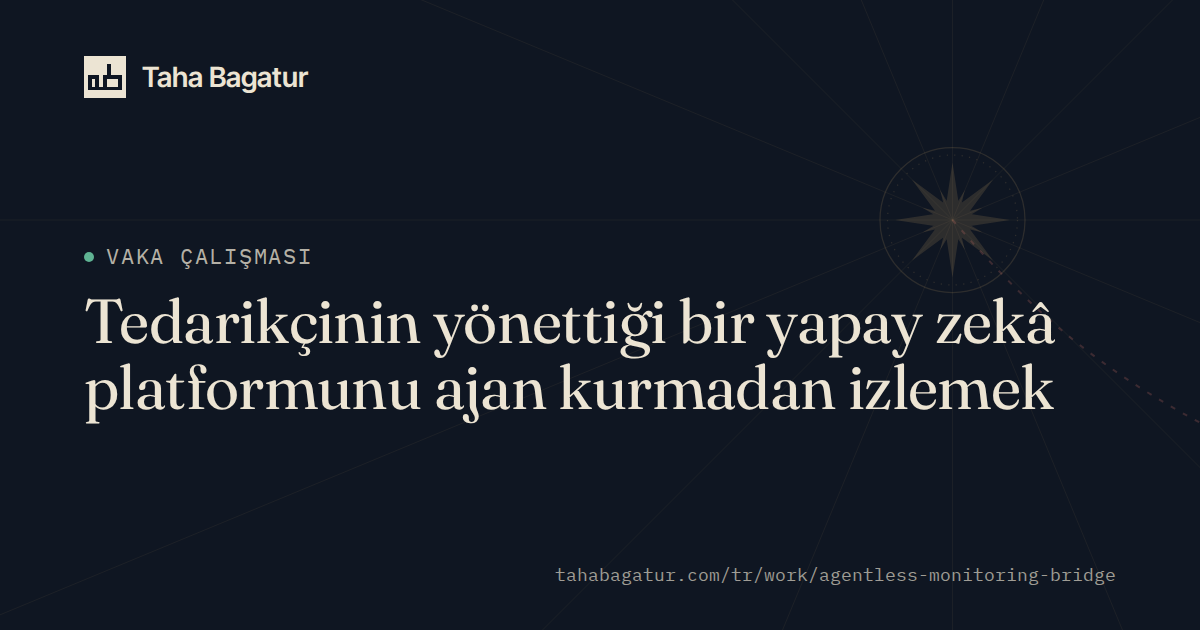 Taha Bagatur
VAKA ÇALIŞMASI
Tedarikçinin yönettiği bir yapay zekâ
platformunu ajan kurmadan izlemek
tahabagatur.com/tr/work/agentless-monitoring-bridge